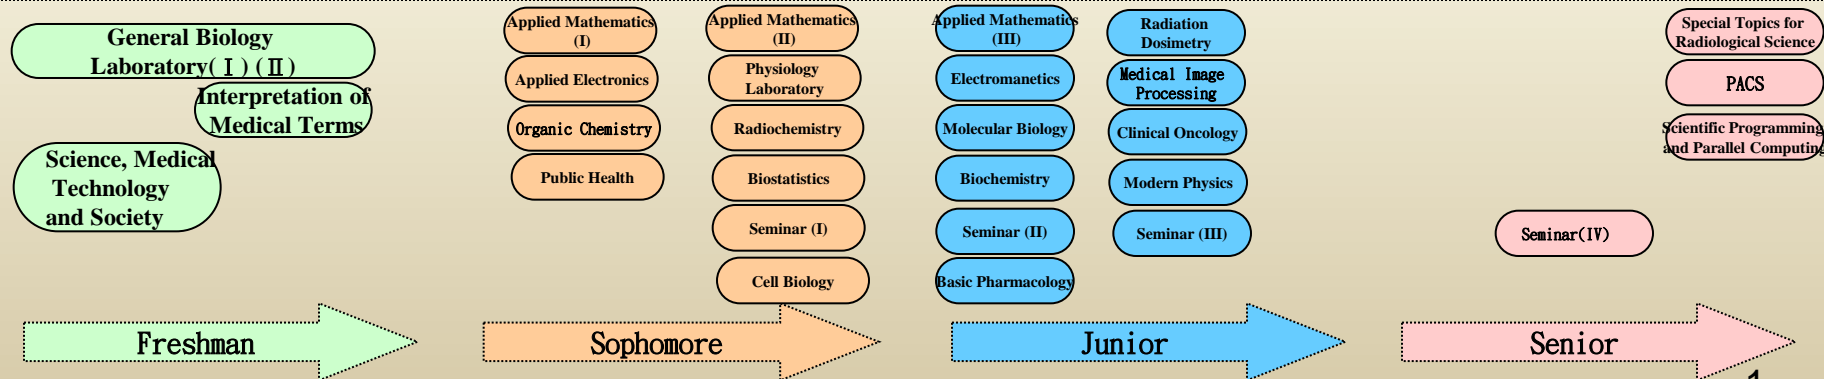 General Biology
Laboratory(Ⅰ) (Ⅱ)
Interpretation of
Medical Terms
Science, Medical
Technology
and Society
Applied Mathematics
(I)
Applied Electronics
Organic Chemistry
Public Health
Applied Mathematics
(II)
Physiology
Laboratory
Radiochemistry
Biostatistics
Seminar (I)
Cell Biology
Applied Mathematics
(III)
Electromanetics
Molecular Biology
Biochemistry
Seminar (II)
Basic Pharmacology
Radiation
Dosimetry
Medical Image
Processing
Clinical Oncology
Modern Physics
Seminar (III)
Seminar(IV)
Special Topics for
Radiological Science
PACS
Scientific Programming
and Parallel Computing
Freshman
Sophomore
Junior
Senior